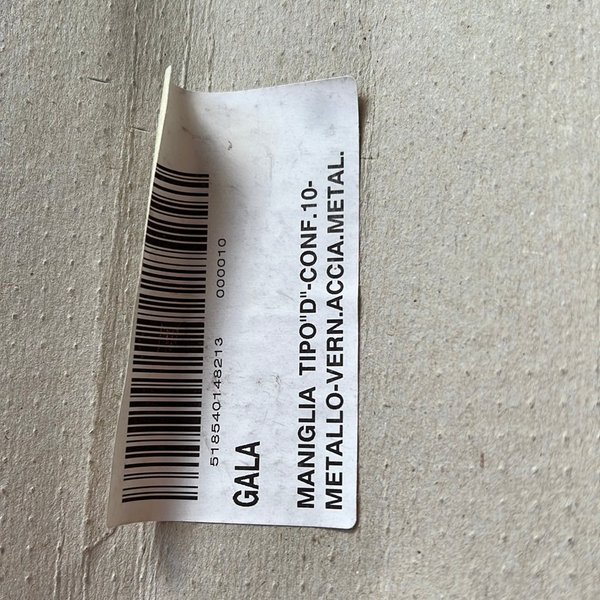 518540148213 000010
GALA
MANIGLIA TIPO"D"-CONF.10-
METALLO-VERN.ACCIA.METAL.